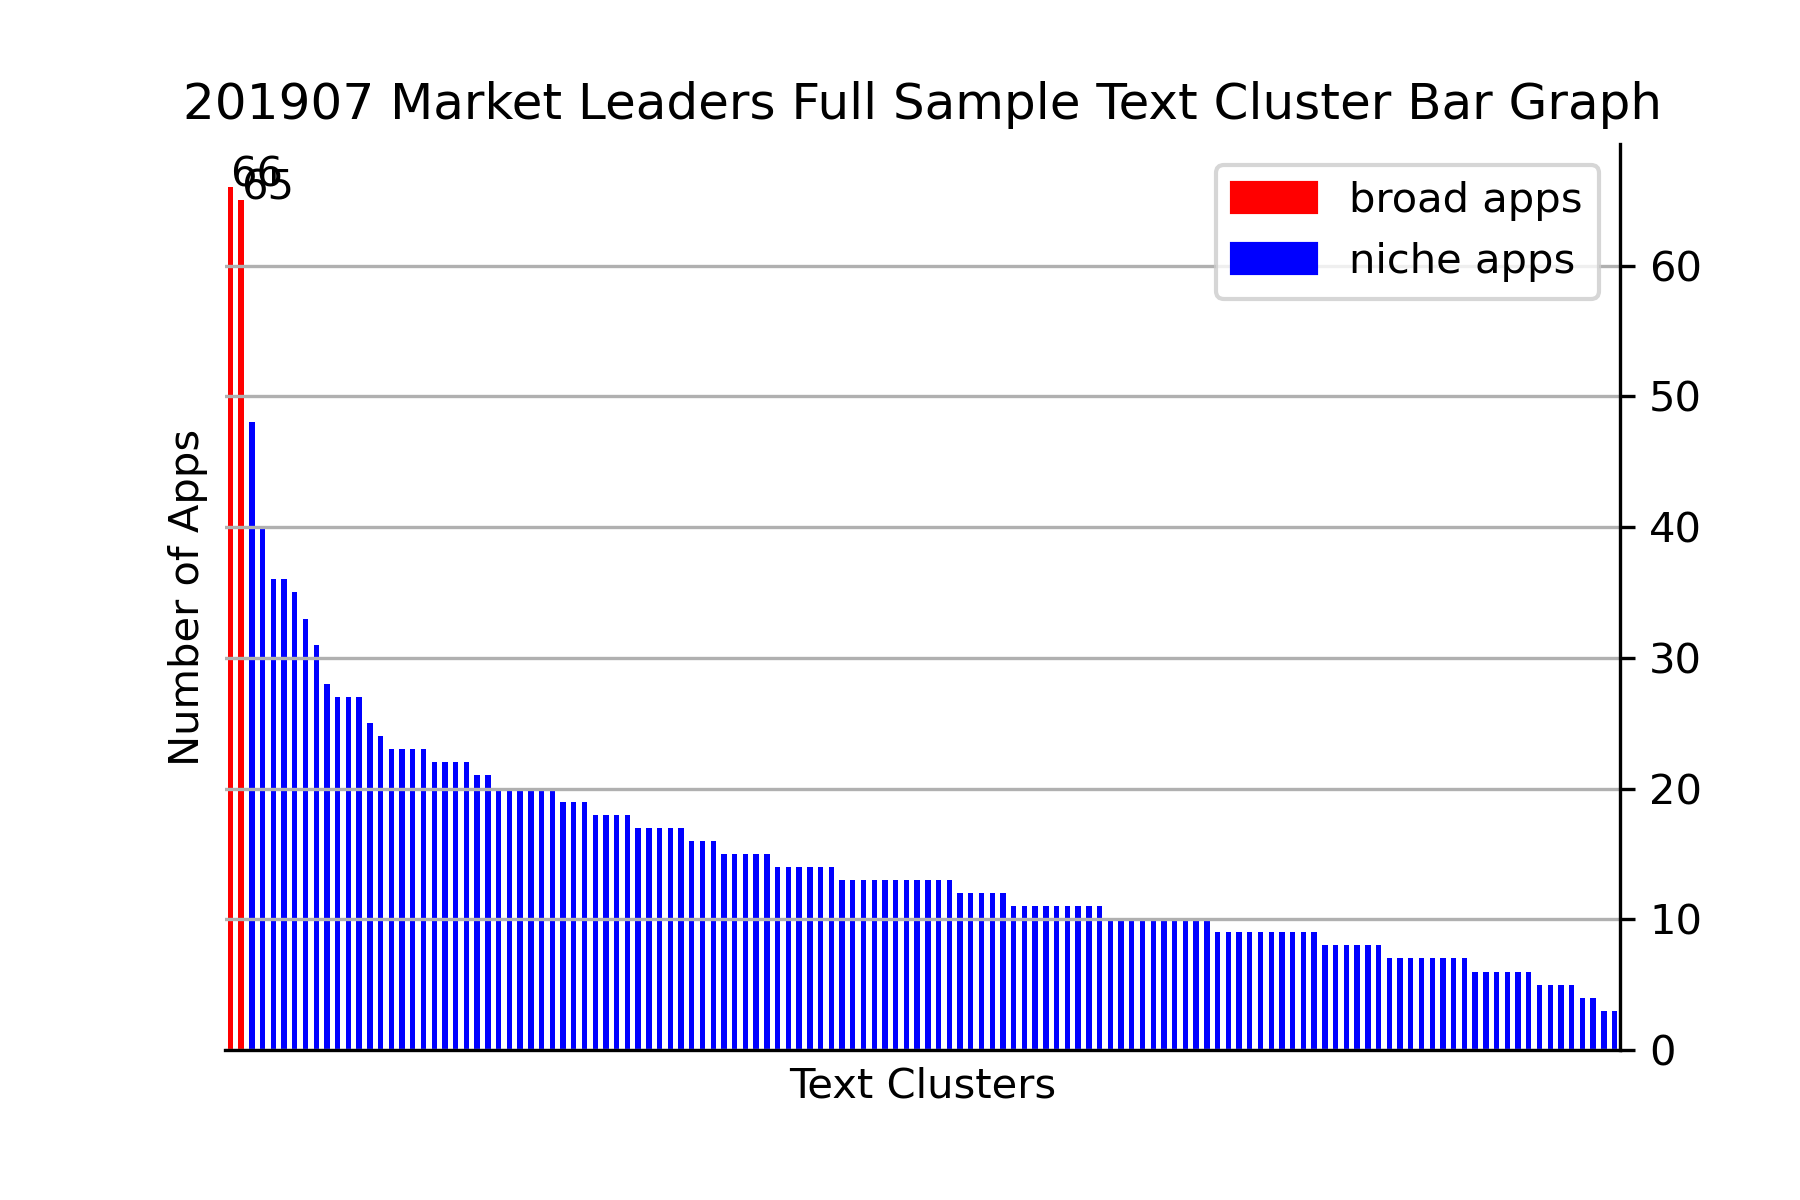 201907 Market Leaders Full Sample Text Cluster Bar Graph
66
65
broad apps
niche apps
60
50
40
30
20
10
0
Number of Apps
Text Clusters